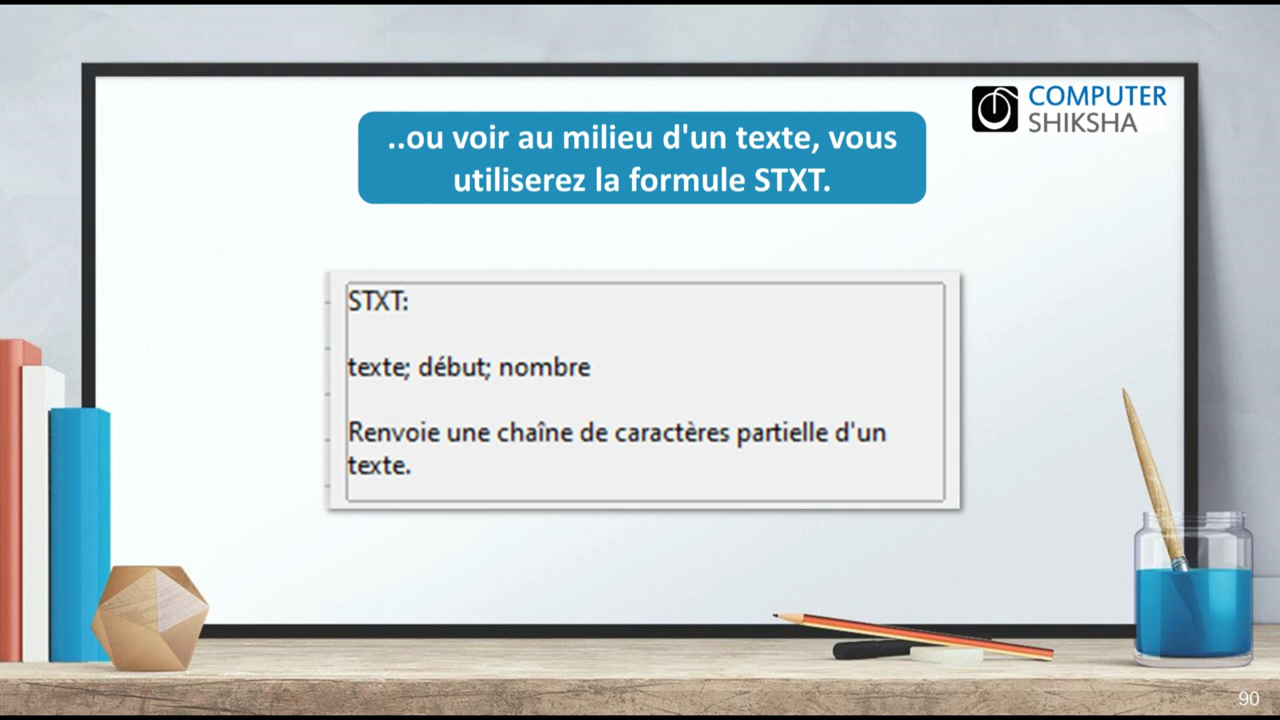 COMPUTER
SHIKSHA
..ou voir au milieu d'un texte, vous
utiliserez la formule STXT.
STXT:
texte; début; nombre
Renvoie une chaîne de caractères partielle d'un
texte.
90